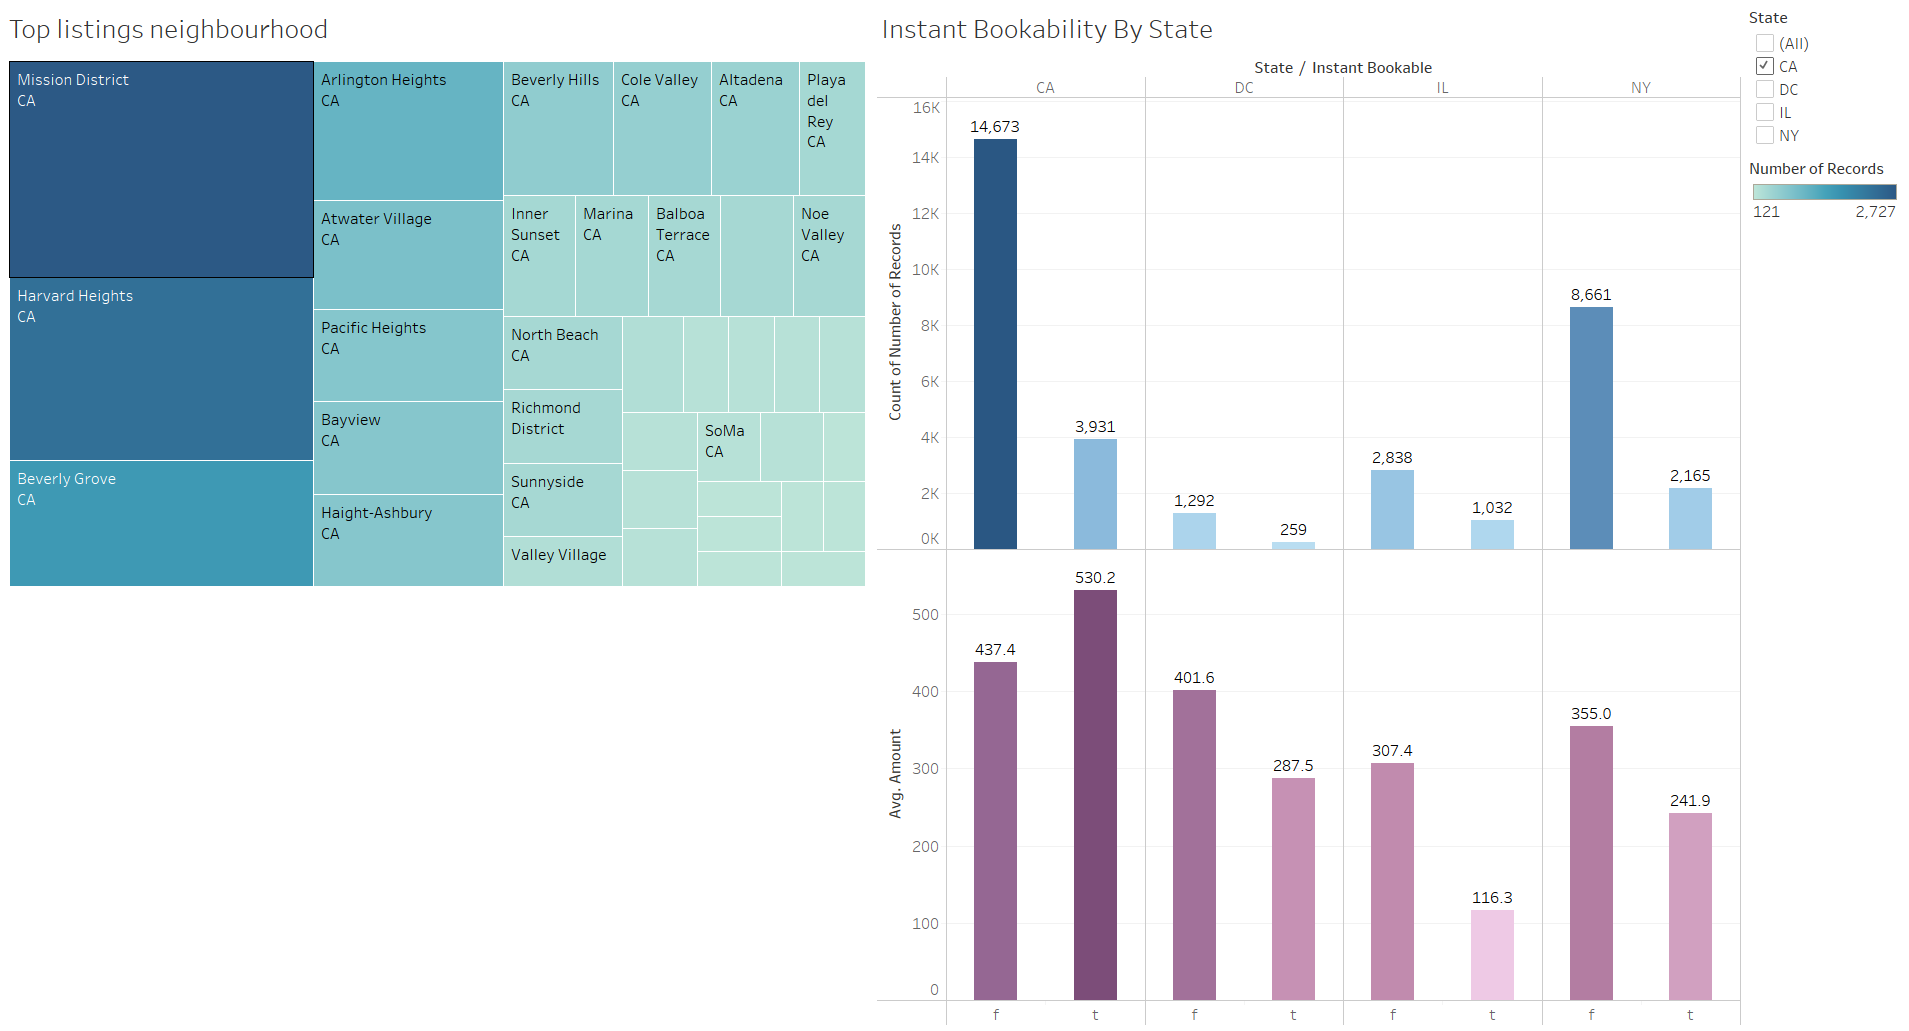 Top listings neighbourhood
Mission District
CA
Harvard Heights
CA
Beverly Grove
CA
Arlington Heights
CA
Atwater Village
CA
Pacific Heights
CA
Bayview
CA
Haight-Ashbury
CA
Beverly Hills
CA
Cole Valley
CA
Altadena
CA
Playa
del
Rey
CA
Inner
Sunset
CA
Marina
CA
Balboa
Terrace
CA
Noe
Valley
CA
North Beach
CA
Richmond
District
Sunnyside
CA
Valley Village
SoMa
CA
Instant Bookability By State
State / Instant Bookable
CA DC IL NY
Count of Number of Records
16K
14K
12K
10K
8K
6K
4K
2K
0K
14,673
3,931
1,292
259
2,838
1,032
8,661
2,165
Avg. Amount
500
400
300
200
100
0
437.4
530.2
401.6
287.5
307.4
116.3
355.0
241.9
f t f t f t f t
State
(All)
CA
DC
IL
NY
Number of Records
121 2,727